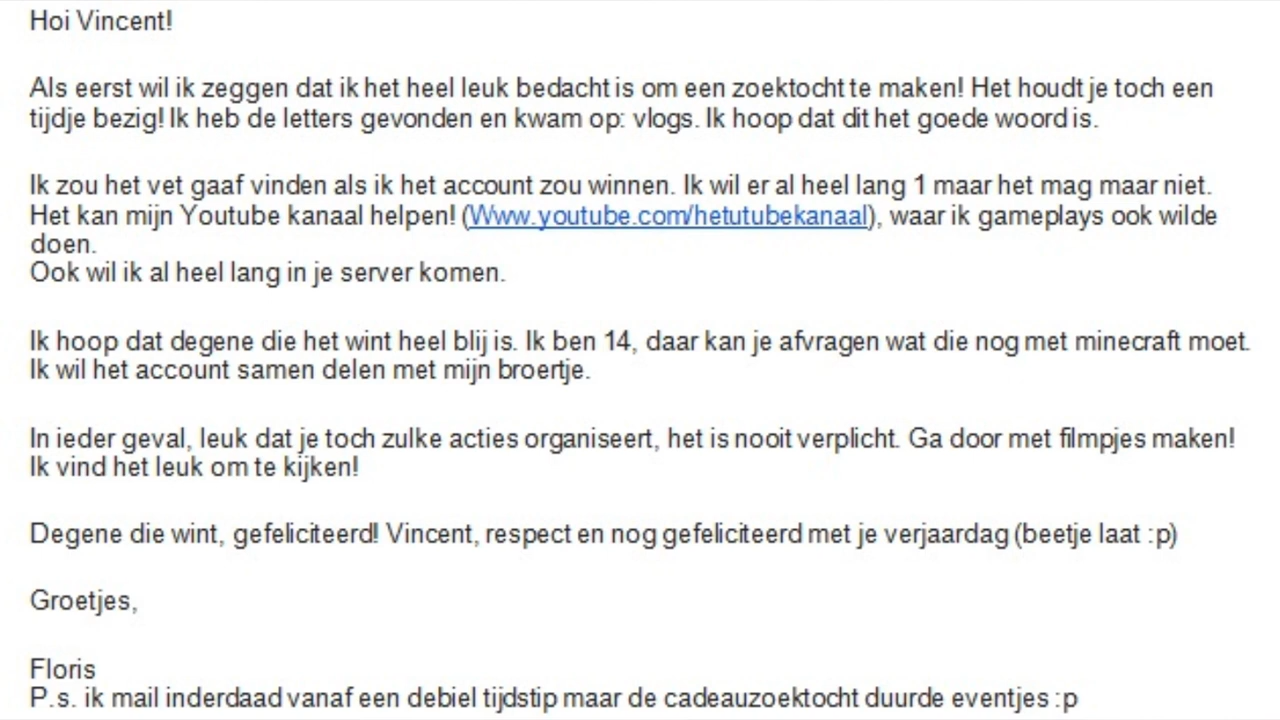 Hoi Vincent!
Als eerst wil ik zeggen dat ik het heel leuk bedacht is om een zoektocht te maken! Het houdt je toch een
tijdje bezig! Ik heb de letters gevonden en kwam op: vlogs. Ik hoop dat dit het goede woord is.
Ik zou het vet gaaf vinden als ik het account zou winnen. Ik wil er al heel lang 1 maar het mag maar niet.
Het kan mijn Youtube kanaal helpen! (Www.youtube.com/hetutubekanaal), waar ik gameplays ook wilde
doen.
Ook wil ik al heel lang in je server komen.
Ik hoop dat degene die het wint heel blij is. Ik ben 14, daar kan je afvragen wat die nog met minecraft moet.
Ik wil het account samen delen met mijn broertje.
In ieder geval, leuk dat je toch zulke acties organiseert, het is nooit verplicht. Ga door met filmpjes maken!
Ik vind het leuk om te kijken!
Degene die wint, gefeliciteerd! Vincent, respect en nog gefeliciteerd met je verjaardag (beetje laat :p)
Groetjes,
Floris
P.s. ik mail inderdaad vanaf een debiel tijdstip maar de cadeauzoektocht duurde eventjes :p